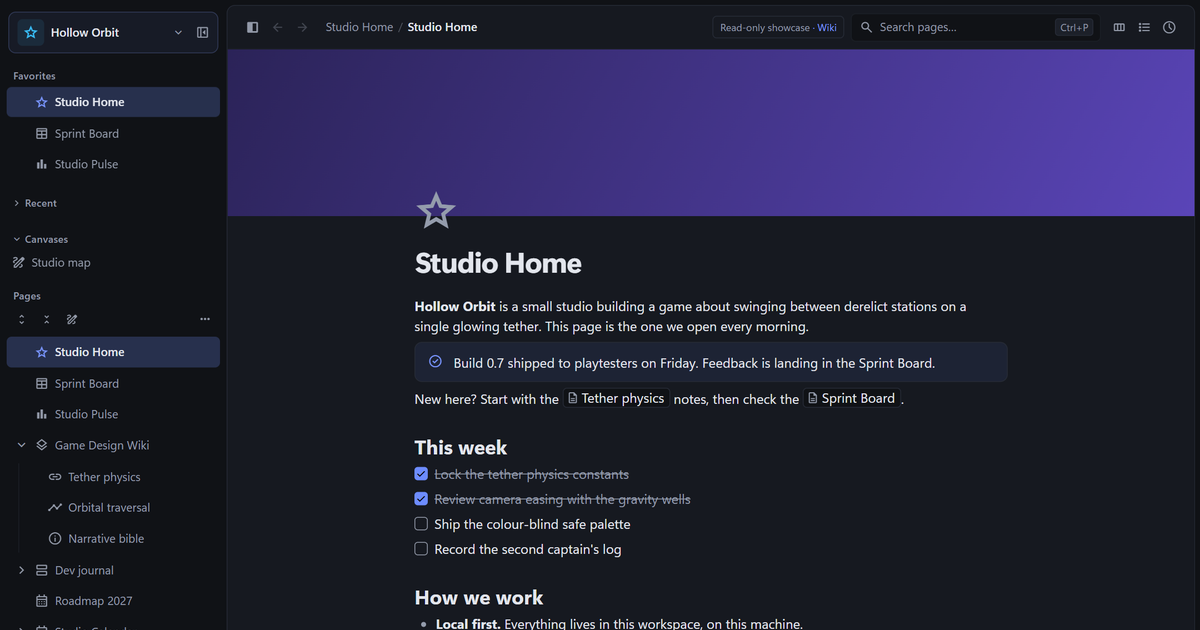 Hollow Orbit
Favorites
Studio Home
Sprint Board
Studio Pulse
Recent
Canvases
Studio map
Pages
Studio Home
Sprint Board
Studio Pulse
Game Design Wiki
Tether physics
Orbital traversal
Narrative bible
Dev journal
Roadmap 2027
Studio Home / Studio Home
Read-only showcase · Wiki
Search pages...
Ctrl+P
Studio Home
Hollow Orbit is a small studio building a game about swinging between derelict stations on a
single glowing tether. This page is the one we open every morning.
Build 0.7 shipped to playtesters on Friday. Feedback is landing in the Sprint Board.
New here? Start with the Tether physics notes, then check the Sprint Board .
This week
Lock the tether physics constants
Review camera easing with the gravity wells
Ship the colour-blind safe palette
Record the second captain's log
How we work
• Local first. Everything lives in this workspace, on this machine.